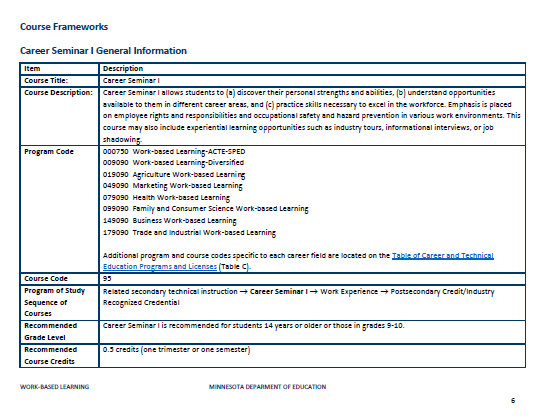 Course Frameworks
Career Seminar I General Information
Item Description
Course Title: Career Seminar I
Course Description: Career Seminar I allows students to (a) discover their personal strengths and abilities, (b) understand opportunities
available to them in different career areas, and (c) practice skills necessary to excel in the workforce. Emphasis is placed
on employee rights and responsibilities and occupational safety and hazard prevention in various work environments. This
course may also include experiential learning opportunities such as industry tours, informational interviews, or job
shadowing.
Program Code 000750 Work-based Learning-ACTE-SPED
009090 Work-based Learning-Diversified
019090 Agriculture Work-based Learning
049090 Marketing Work-based Learning
079090 Health Work-based Learning
099090 Family and Consumer Science Work-based Learning
149090 Business Work-based Learning
179090 Trade and Industrial Work-based Learning
Additional program and course codes specific to each career field are located on the Table of Career and Technical
Education Programs and Licenses (Table C).
Course Code 95
Program of Study Related secondary technical instruction → Career Seminar I → Work Experience → Postsecondary Credit/Industry
Sequence of Recognized Credential
Courses
Recommended Career Seminar I is recommended for students 14 years or older or those in grades 9-10.
Grade Level
Recommended 0.5 credits (one trimester or one semester)
Course Credits
WORK-BASED LEARNING MINNESOTA DEPARMENT OF EDUCATION
6